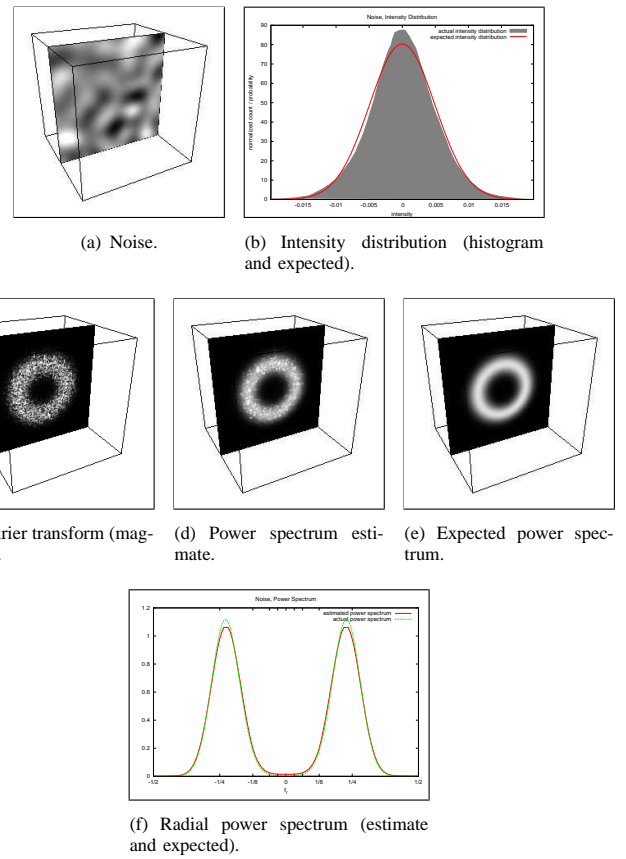 Noise, Intensity Distribution
actual intensity distribution
expected intensity distribution
normalized count / probability
90
80
70
60
50
40
30
20
10
0
-0.015 -0.01 -0.005 0 0.005 0.01 0.015
intensity
(a) Noise.
(b) Intensity distribution (histogram
and expected).
rier transform (mag-
(d) Power spectrum esti-
mate.
(e) Expected power spec-
trum.
Noise, Power Spectrum
estimated power spectrum
actual power spectrum
1.2
1
0.8
0.6
0.4
0.2
0
-1/2 -1/4 -1/8 0 1/8 1/4 1/2
(f) Radial power spectrum (estimate
and expected).